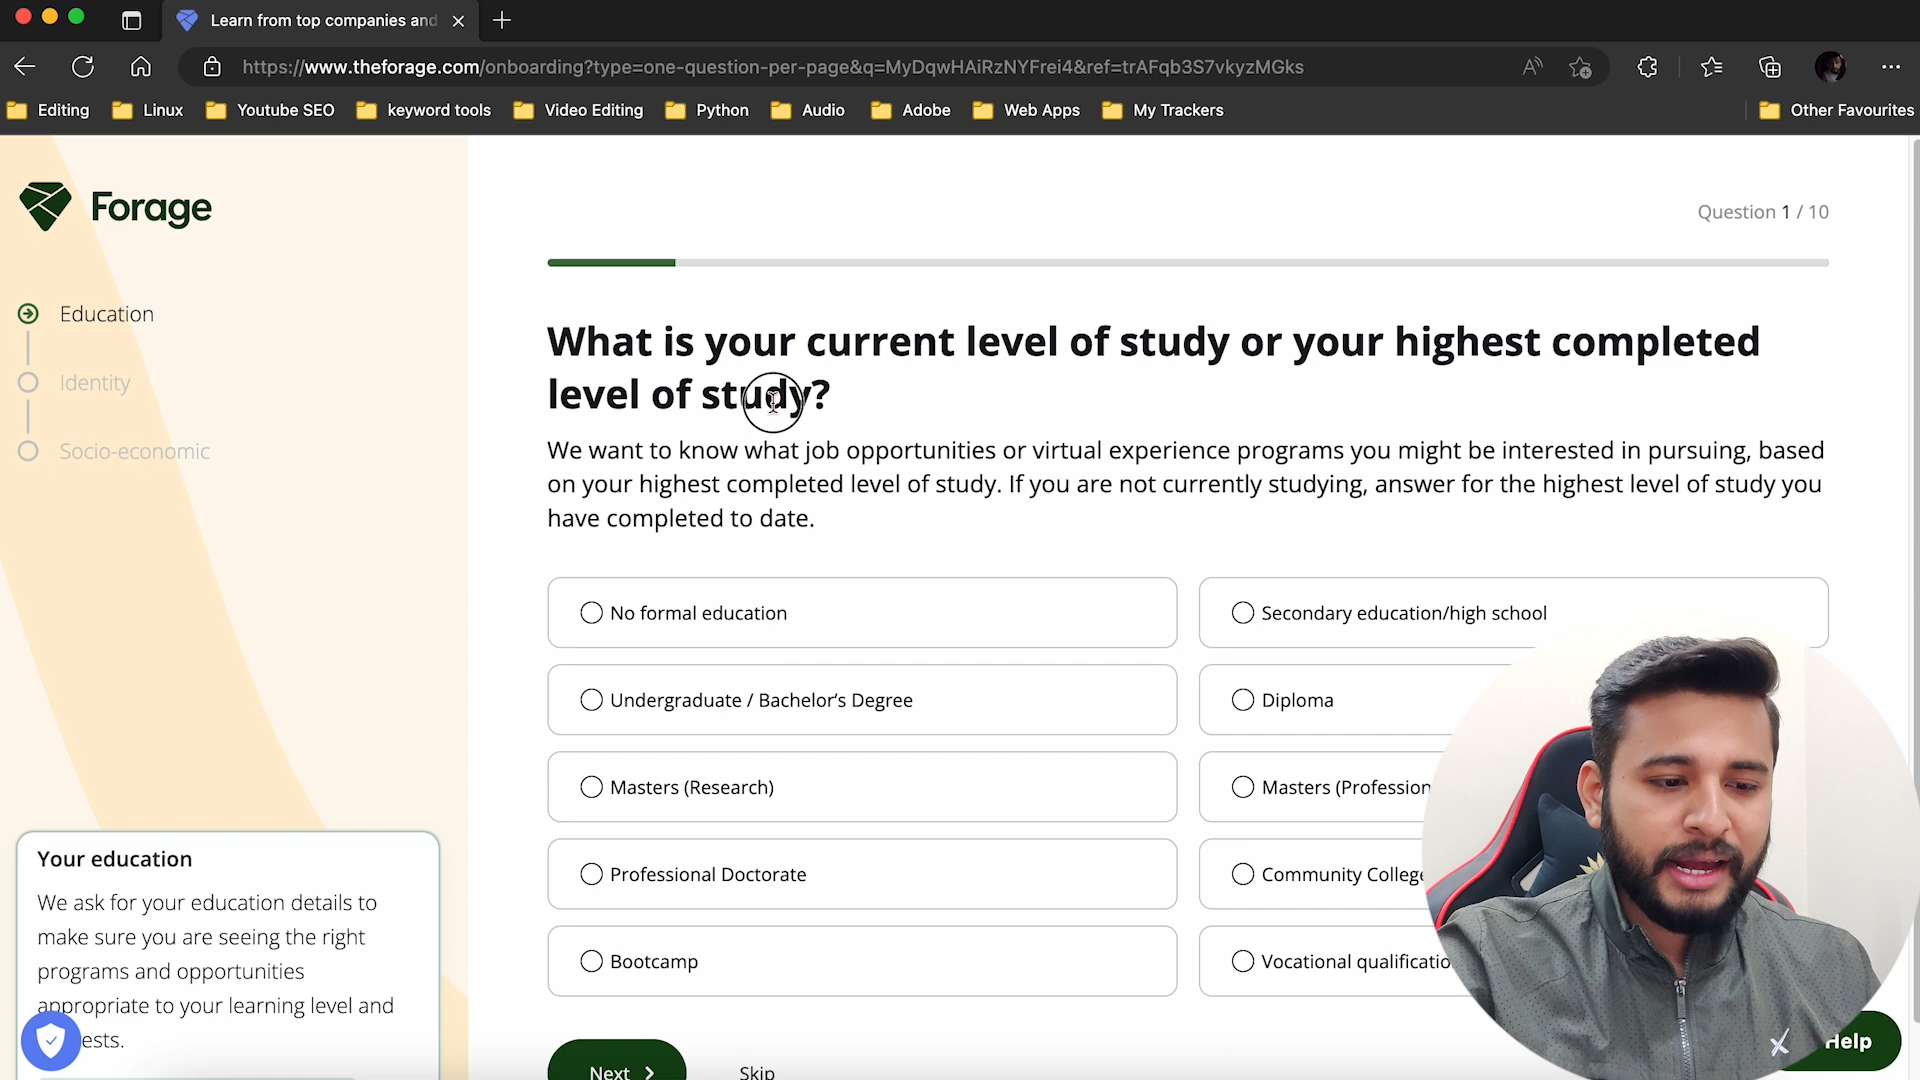 Learn from top companies and
https://www.theforage.com/onboarding?type=one-question-per-page&q=MyDqwHAiRzNYFrei4&ref=trAFqb3S7vkyzMGks
Editing
Linux
Youtube SEO
keyword tools
Video Editing
Python
Audio
Adobe
Web Apps
My Trackers
Other Favourites
Forage
Education
Identity
Socio-economic
Question 1 / 10
What is your current level of study or your highest completed
level of study?
We want to know what job opportunities or virtual experience programs you might be interested in pursuing, based
on your highest completed level of study. If you are not currently studying, answer for the highest level of study you
have completed to date.
No formal education
Secondary education/high school
Undergraduate / Bachelor’s Degree
Diploma
Masters (Research)
Masters (Profession
Professional Doctorate
Community College
Bootcamp
Vocational qualificatio
Next
Skip
Your education
We ask for your education details to
make sure you are seeing the right
programs and opportunities
appropriate to your learning level and
ests.
Help